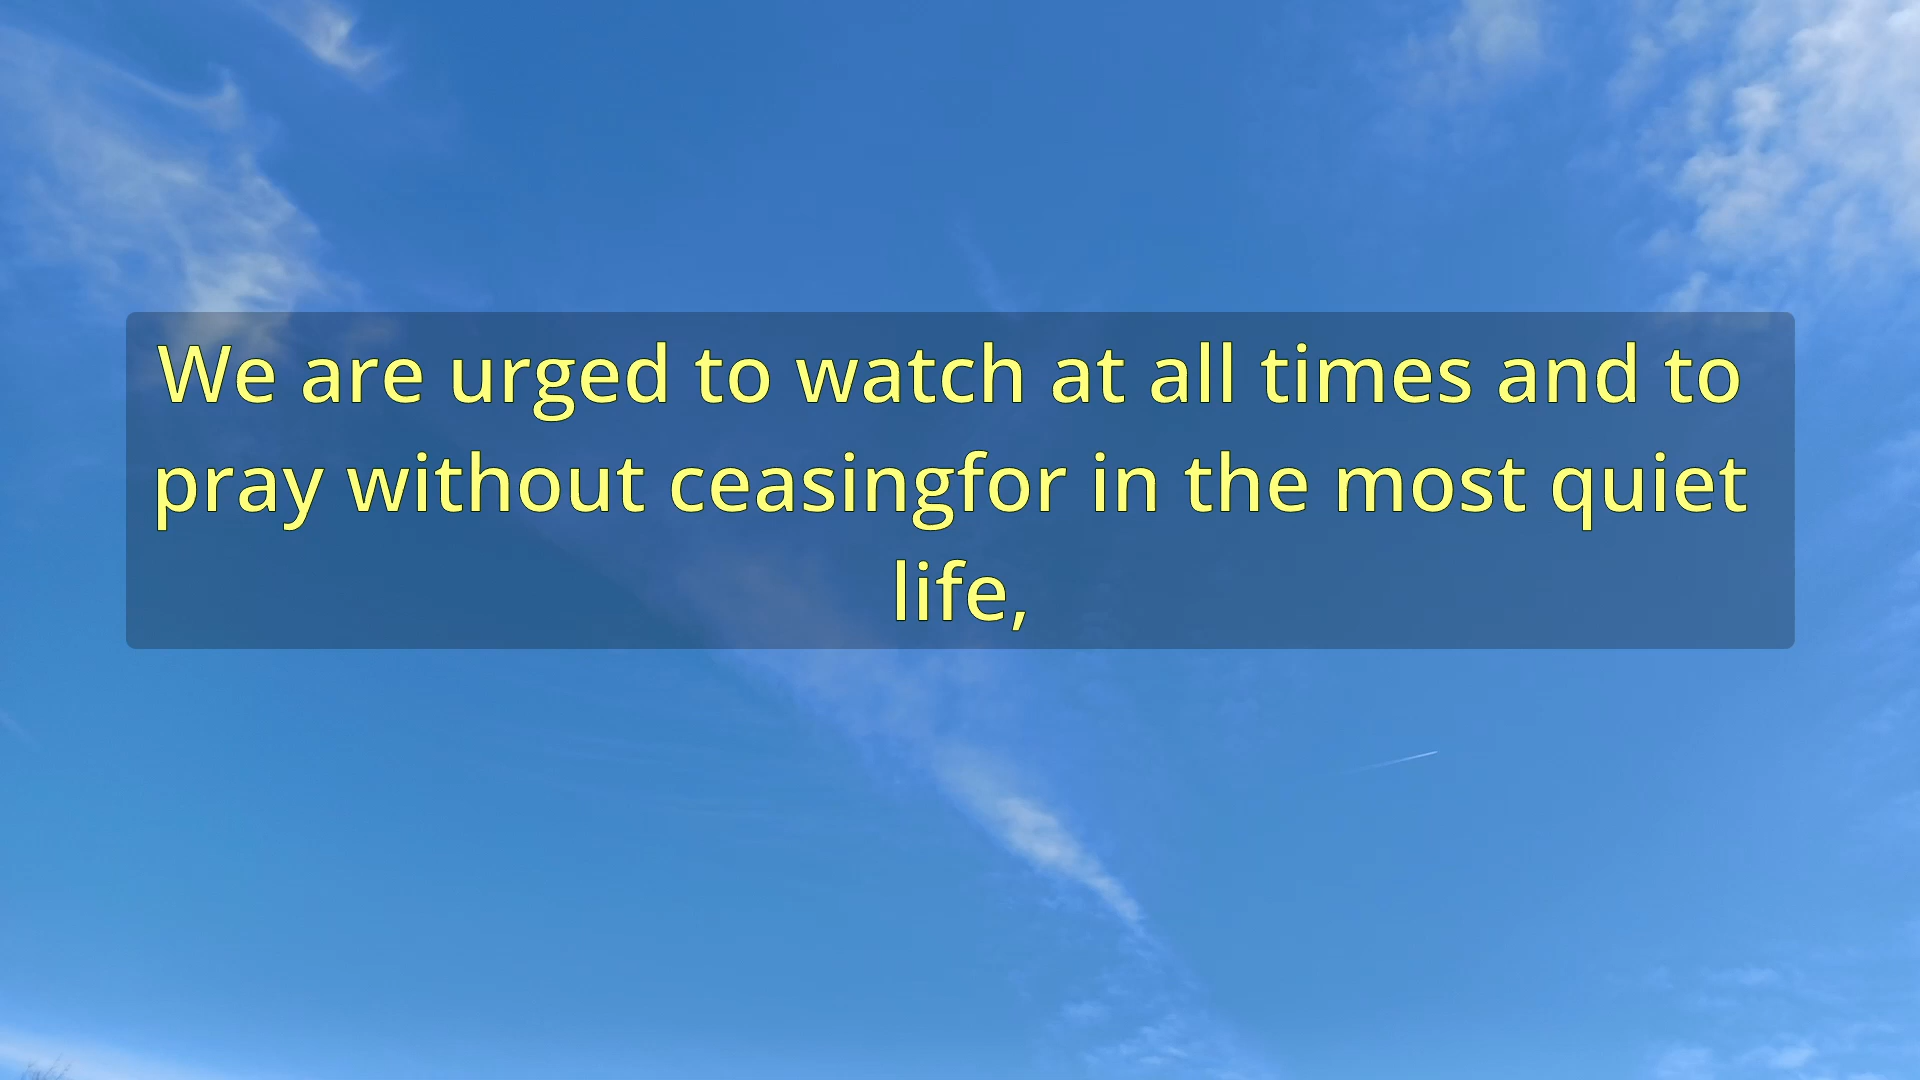 We are urged to watch at all times and to
pray without ceasingfor in the most quiet
life,